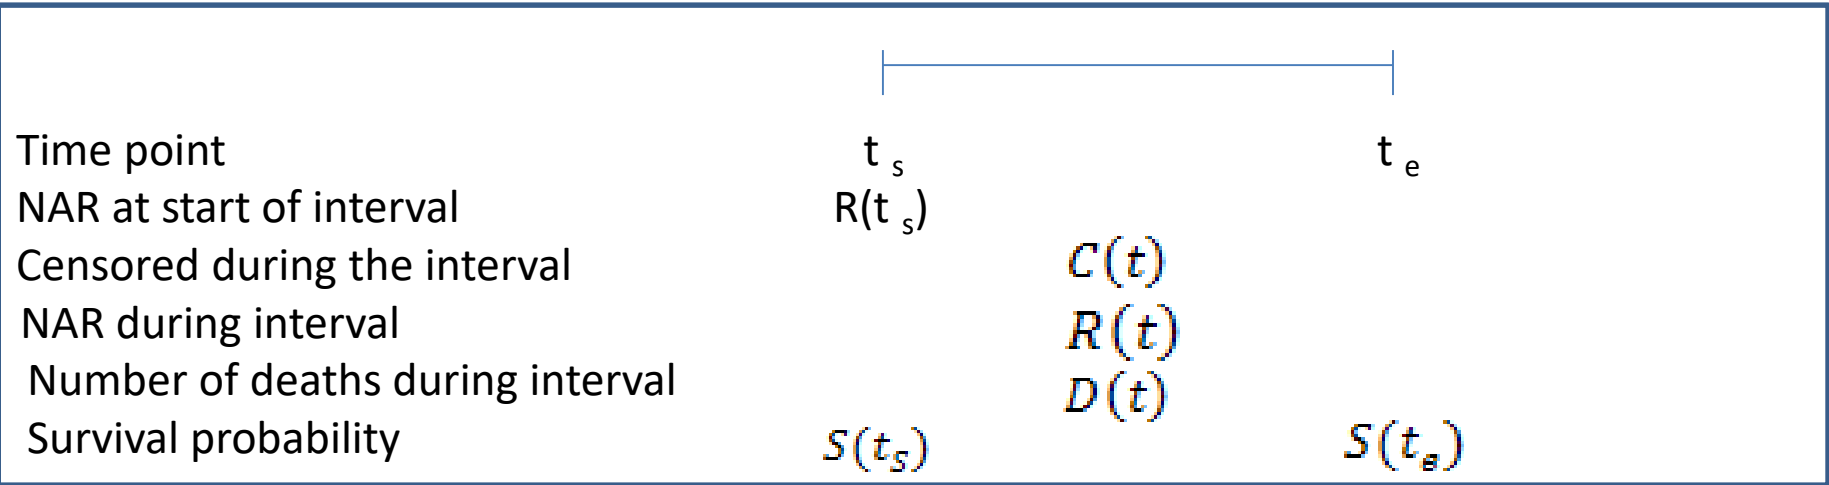 Time point t s t e
NAR at start of interval R(t s)
Censored during the interval C(t)
NAR during interval R(t)
Number of deaths during interval D(t)
Survival probability S(tS) S(te)